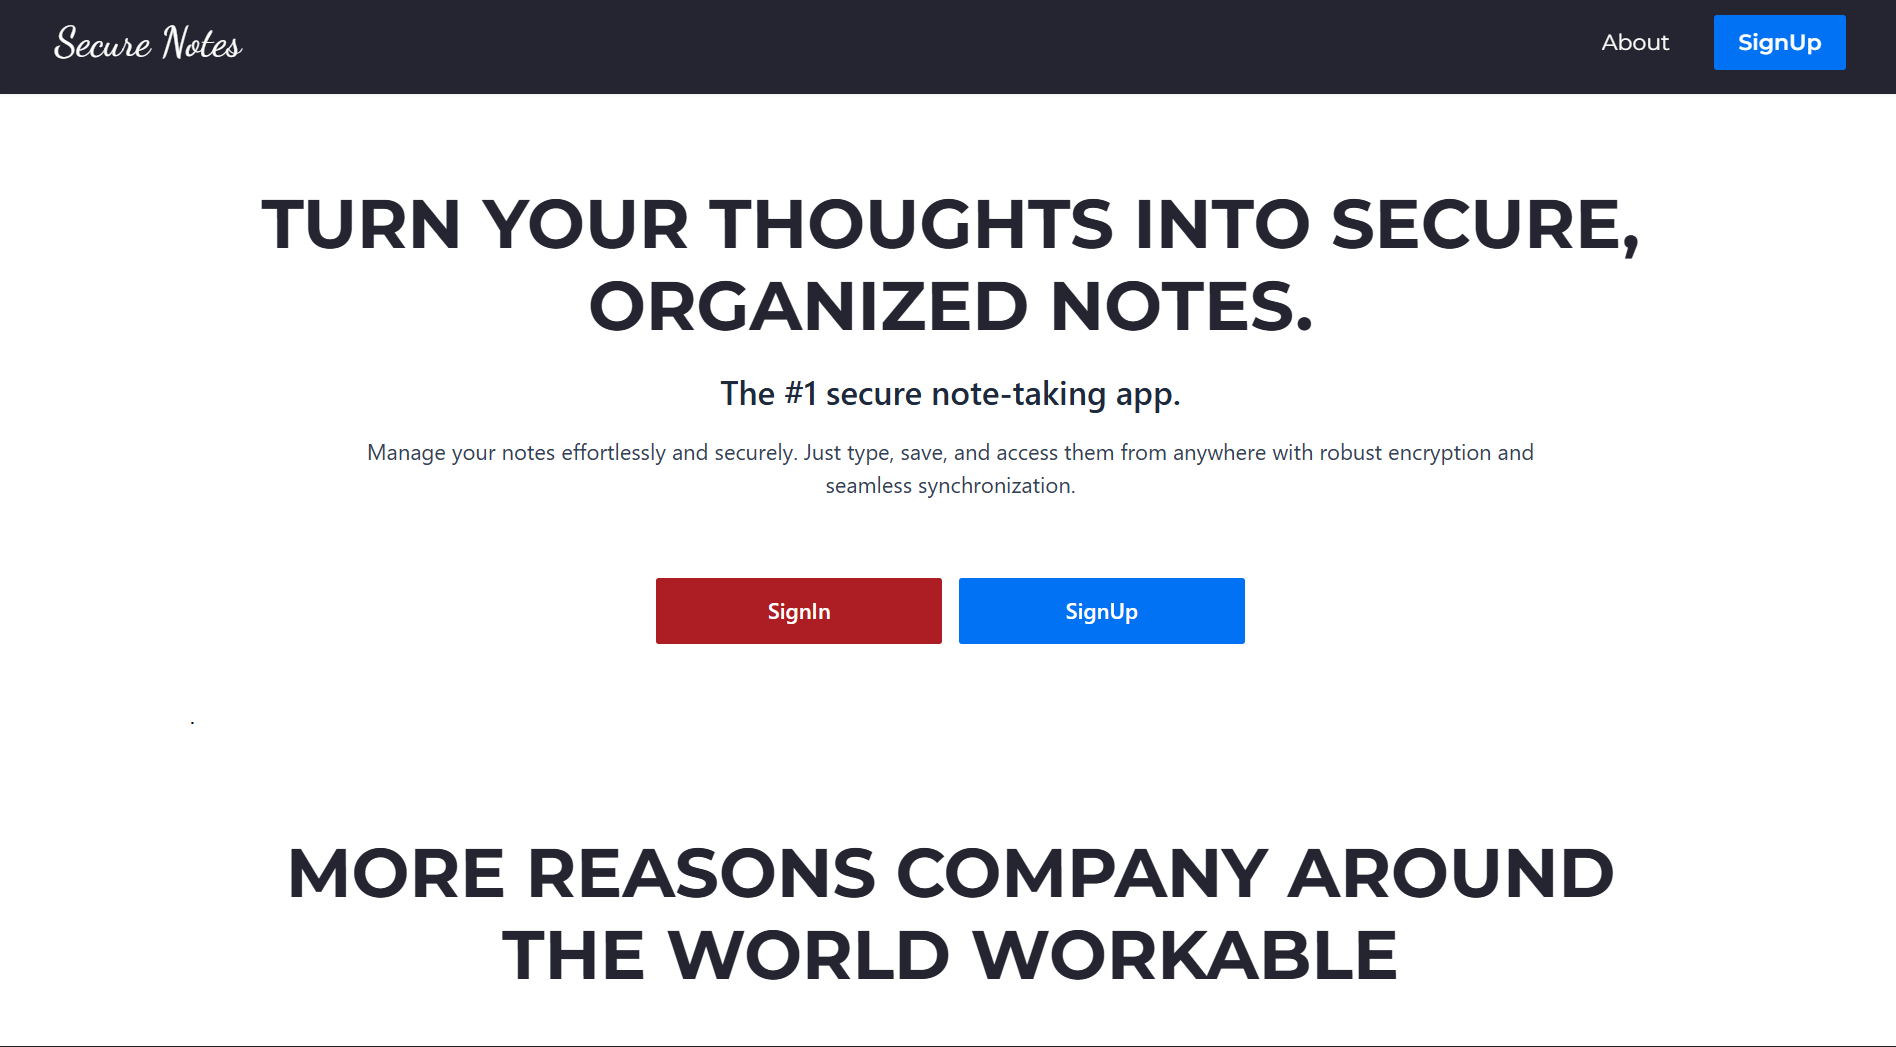 Secure Notes
About
SignUp
TURN YOUR THOUGHTS INTO SECURE,
ORGANIZED NOTES.
The #1 secure note-taking app.
Manage your notes effortlessly and securely. Just type, save, and access them from anywhere with robust encryption and
seamless synchronization.
SignIn
SignUp
.
MORE REASONS COMPANY AROUND
THE WORLD WORKABLE